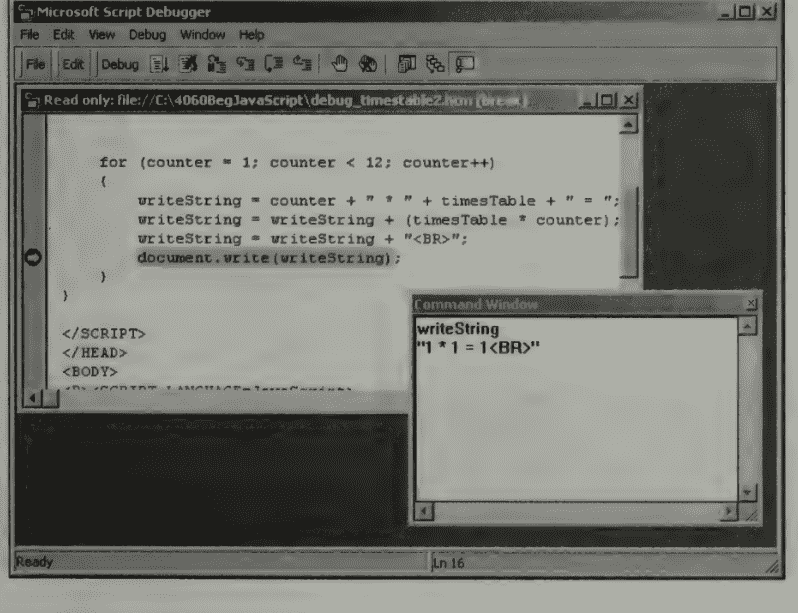 Microsoft Script Debugger
File Edit View Debug Window Help
File Edit Debug
Read only: file://C:\4060BegJavaScript\debug_timestable2.htm (break)
for (counter = 1; counter < 12; counter++)
{
writeString = counter + " * " + timesTable + " = ";
writeString = writeString + (timesTable * counter);
writeString = writeString + "<BR>";
document.write(writeString);
}
}
</SCRIPT>
</HEAD>
<BODY>
Command Window
writeString
"1 * 1 = 1<BR>"
Ready
Ln 16